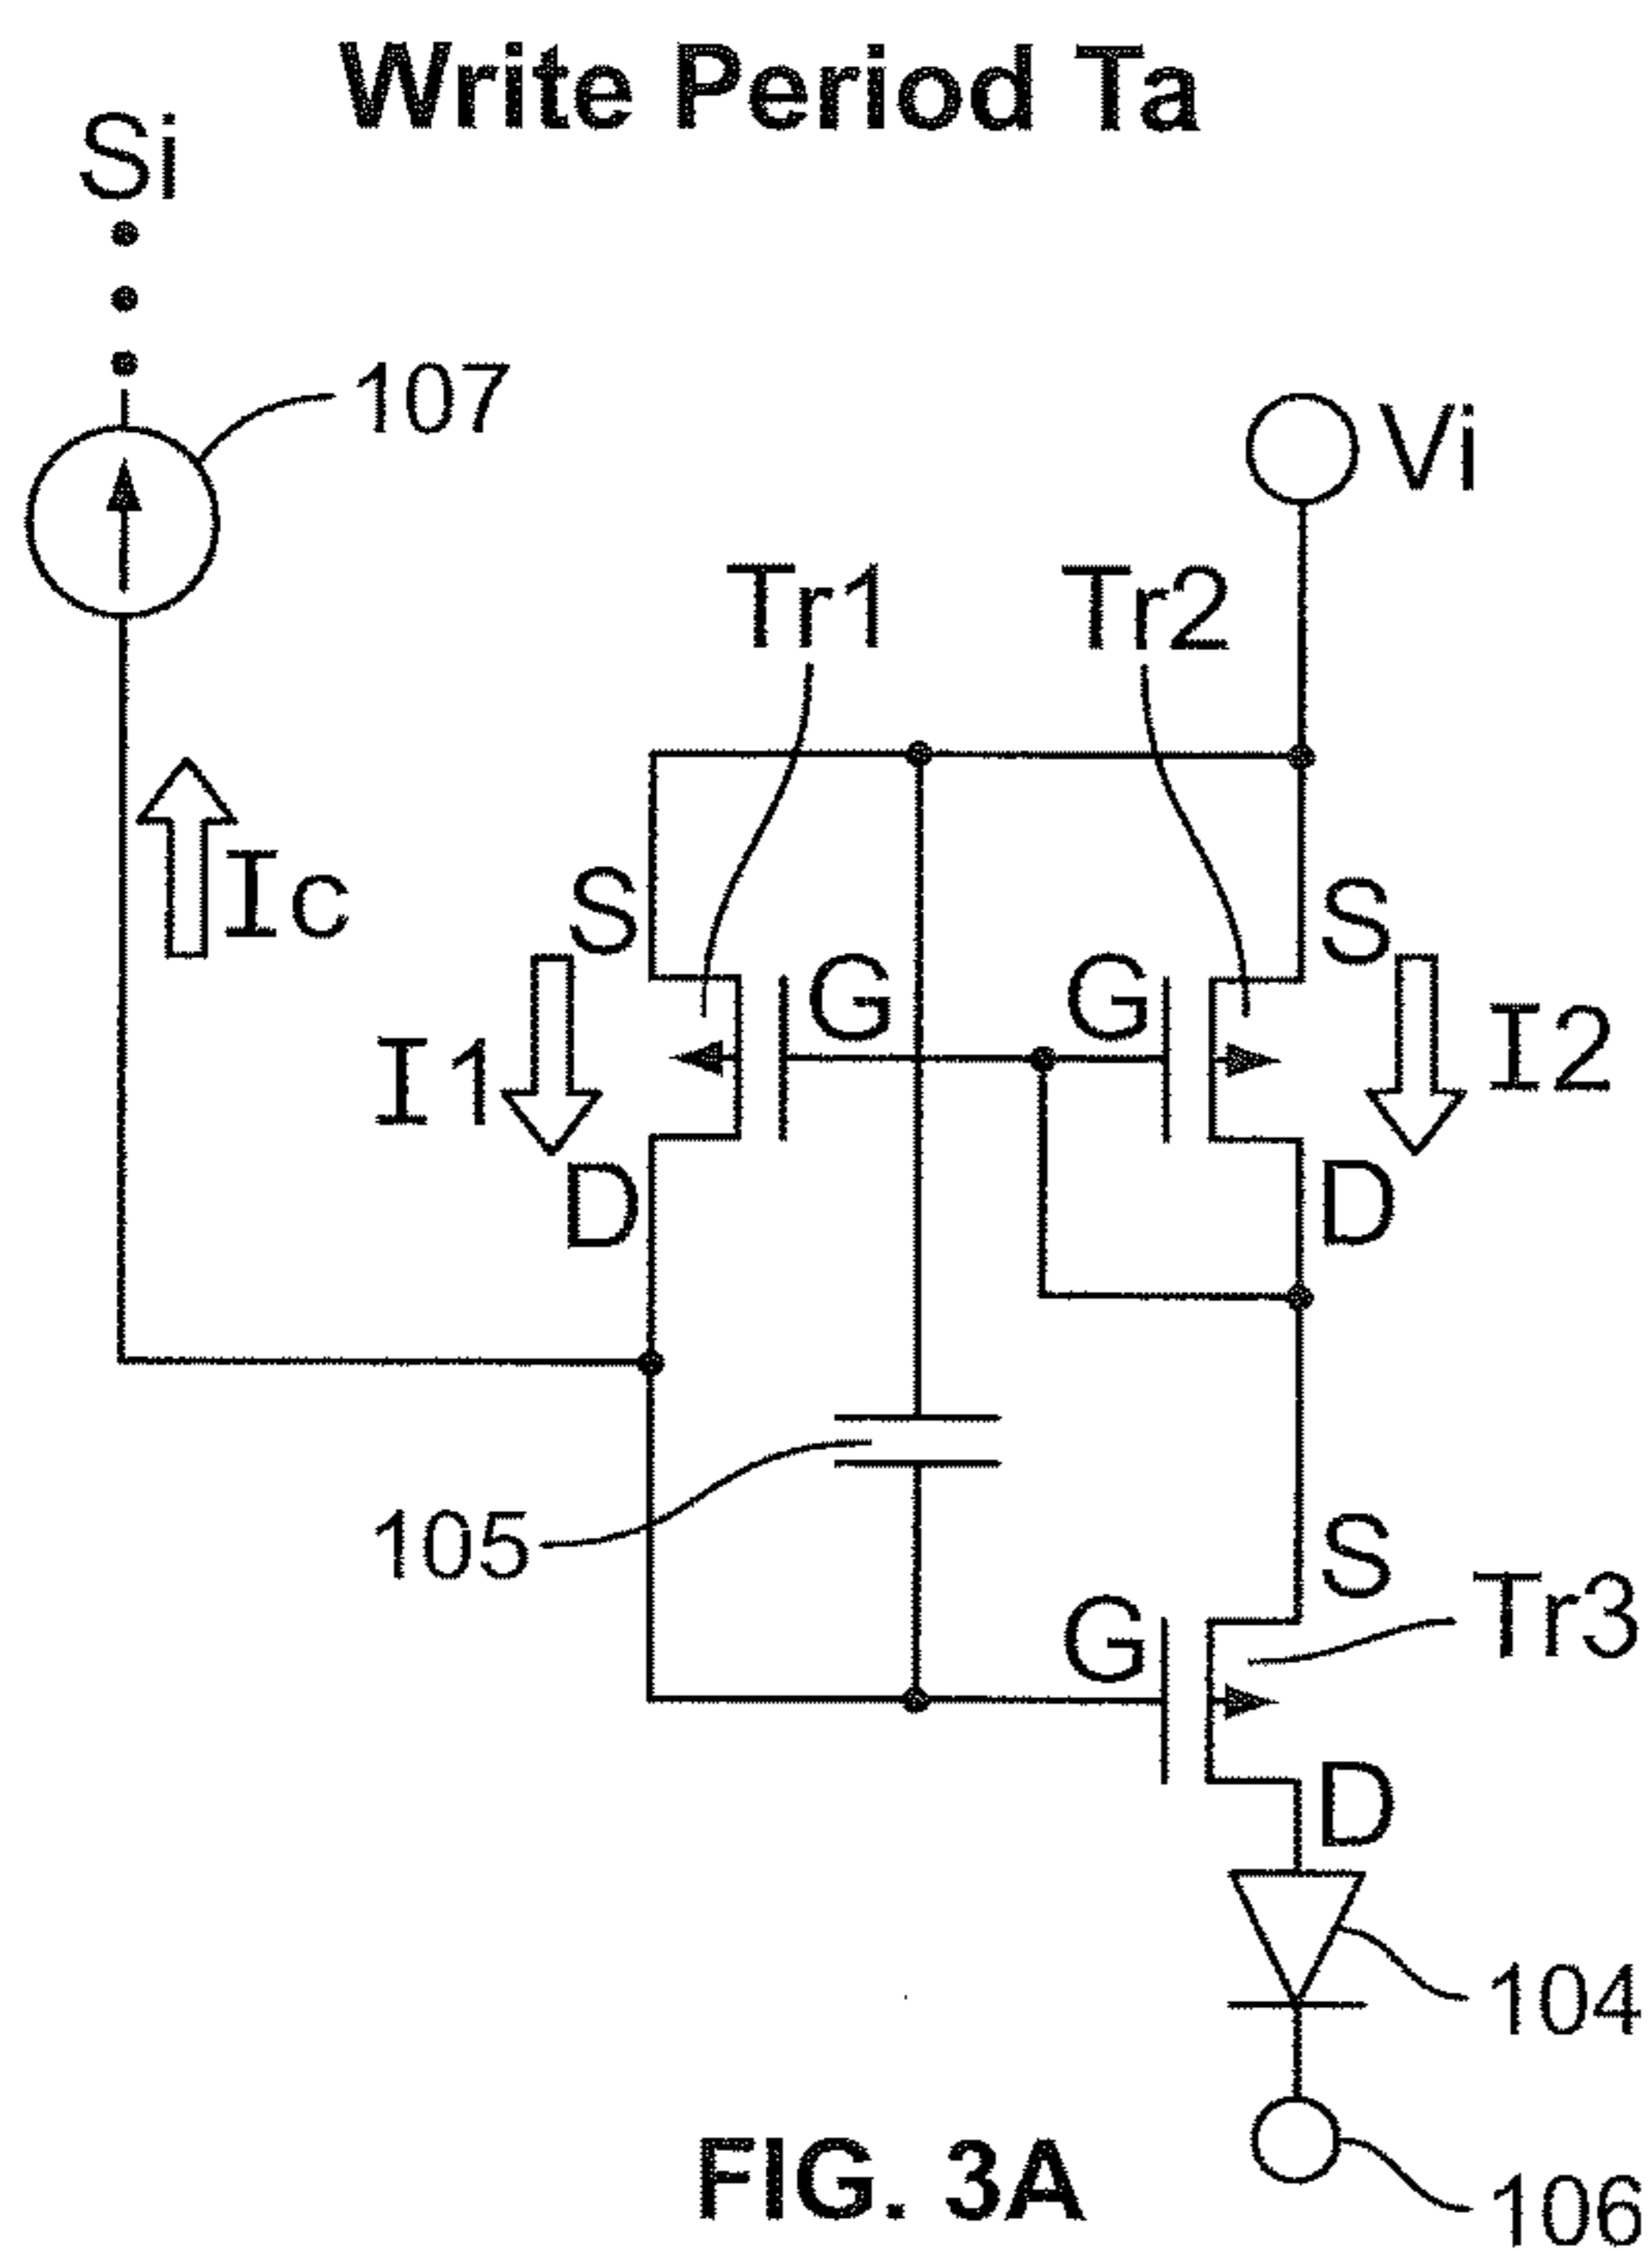 Write Period Ta
Si
107
Vi
Tr1
Tr2
Ic
S
S
G
G
I1
I2
D
D
105
S
G
Tr3
D
104
FIG. 3A
106